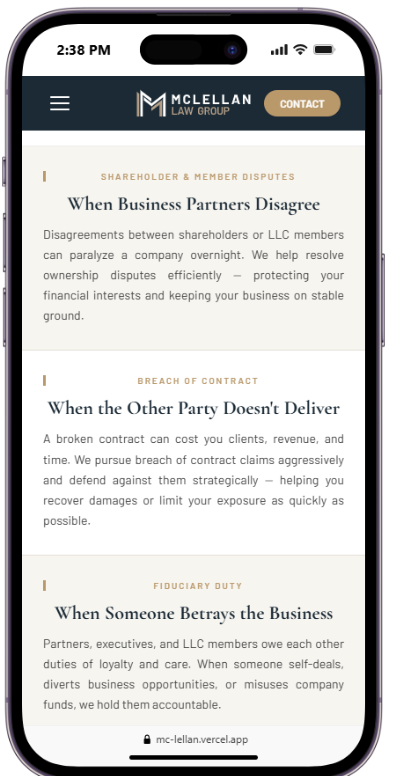 2:38 PM
MCLELLAN
LAW GROUP
CONTACT
SHAREHOLDER & MEMBER DISPUTES
When Business Partners Disagree
Disagreements between shareholders or LLC members
can paralyze a company overnight. We help resolve
ownership disputes efficiently — protecting your
financial interests and keeping your business on stable
ground.
BREACH OF CONTRACT
When the Other Party Doesn't Deliver
A broken contract can cost you clients, revenue, and
time. We pursue breach of contract claims aggressively
and defend against them strategically — helping you
recover damages or limit your exposure as quickly as
possible.
FIDUCIARY DUTY
When Someone Betrays the Business
Partners, executives, and LLC members owe each other
duties of loyalty and care. When someone self-deals,
diverts business opportunities, or misuses company
funds, we hold them accountable.
mc-lellan.vercel.app